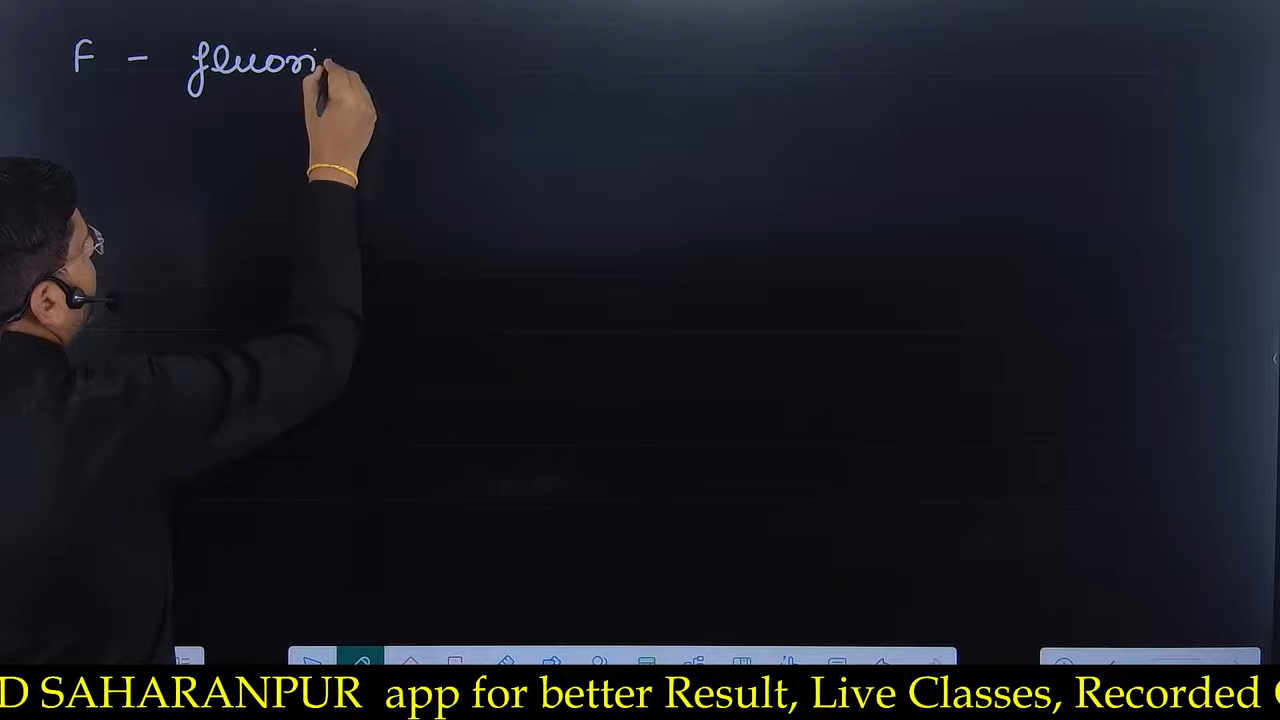 F - fluori
D SAHARANPUR app for better Result, Live Classes, Recorded